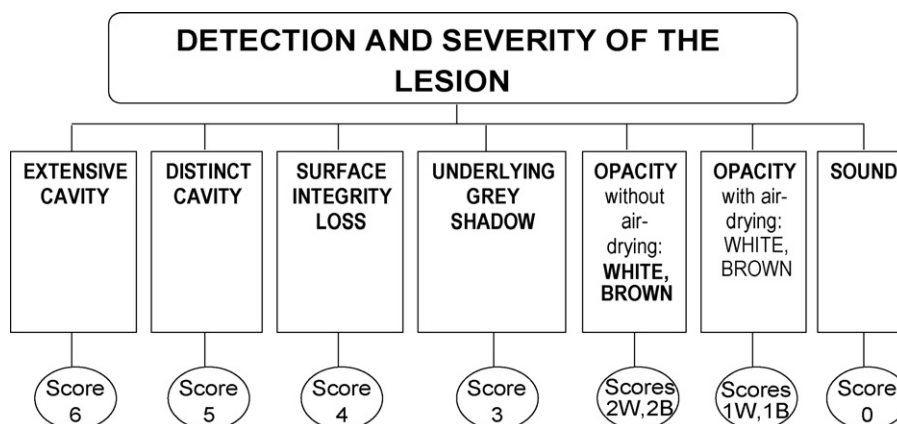 DETECTION AND SEVERITY OF THE
LESION
EXTENSIVE
CAVITY
DISTINCT
CAVITY
SURFACE
INTEGRITY
LOSS
UNDERLYING
GREY
SHADOW
OPACITY
without
air-
drying:
WHITE,
BROWN
OPACITY
with air-
drying:
WHITE,
BROWN
SOUND
Score
6
Score
5
Score
4
Score
3
Scores
2W,2B
Scores
1W,1B
Score
0